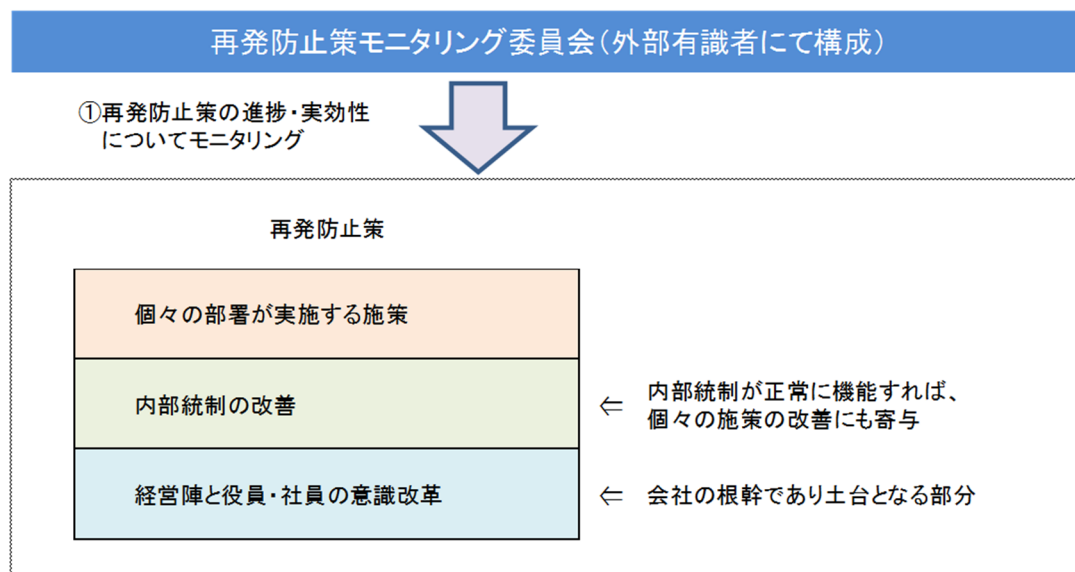 再発防止策モニタリング委員会(外部有識者にて構成)
①再発防止策の進捗・実効性
についてモニタリング
再発防止策
個々の部署が実施する施策
内部統制の改善
⇐ 内部統制が正常に機能すれば、
個々の施策の改善にも寄与
経営陣と役員・社員の意識改革
⇐ 会社の根幹であり土台となる部分